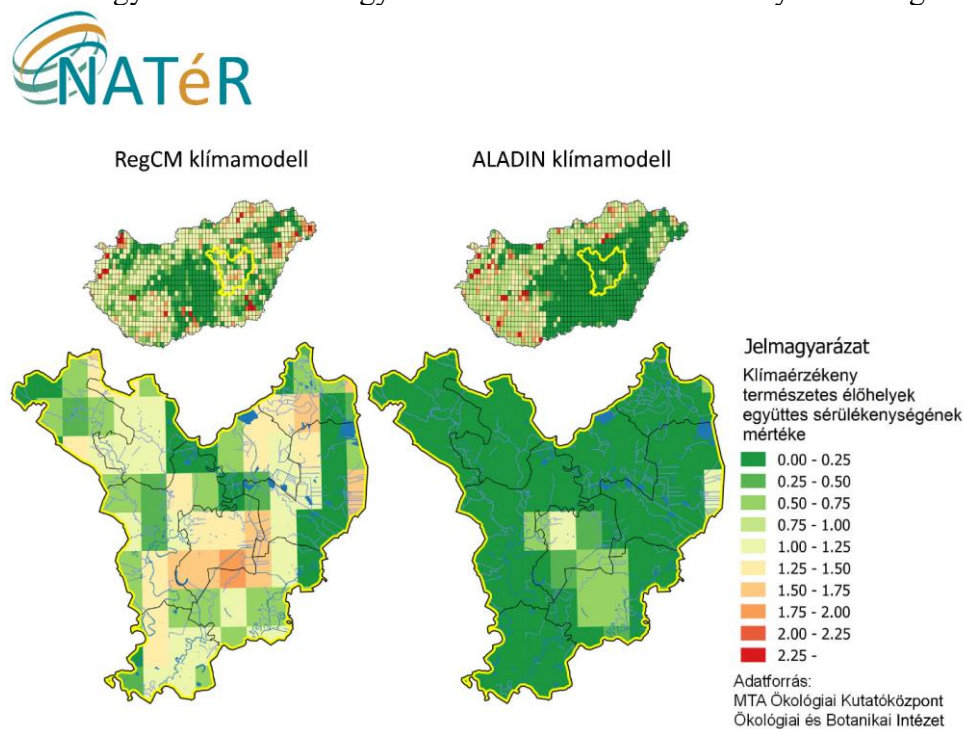 NATéR
RegCM klímamodell
ALADIN klímamodell
Jelmagyarázat
Klímaérzékeny
természetes élőhelyek
együttes sérülékenységének
mértéke
0.00 - 0.25
0.25 - 0.50
0.50 - 0.75
0.75 - 1.00
1.00 - 1.25
1.25 - 1.50
1.50 - 1.75
1.75 - 2.00
2.00 - 2.25
2.25 -
Adatforrás:
MTA Ökológiai Kutatóközpont
Ökológiai és Botanikai Intézet